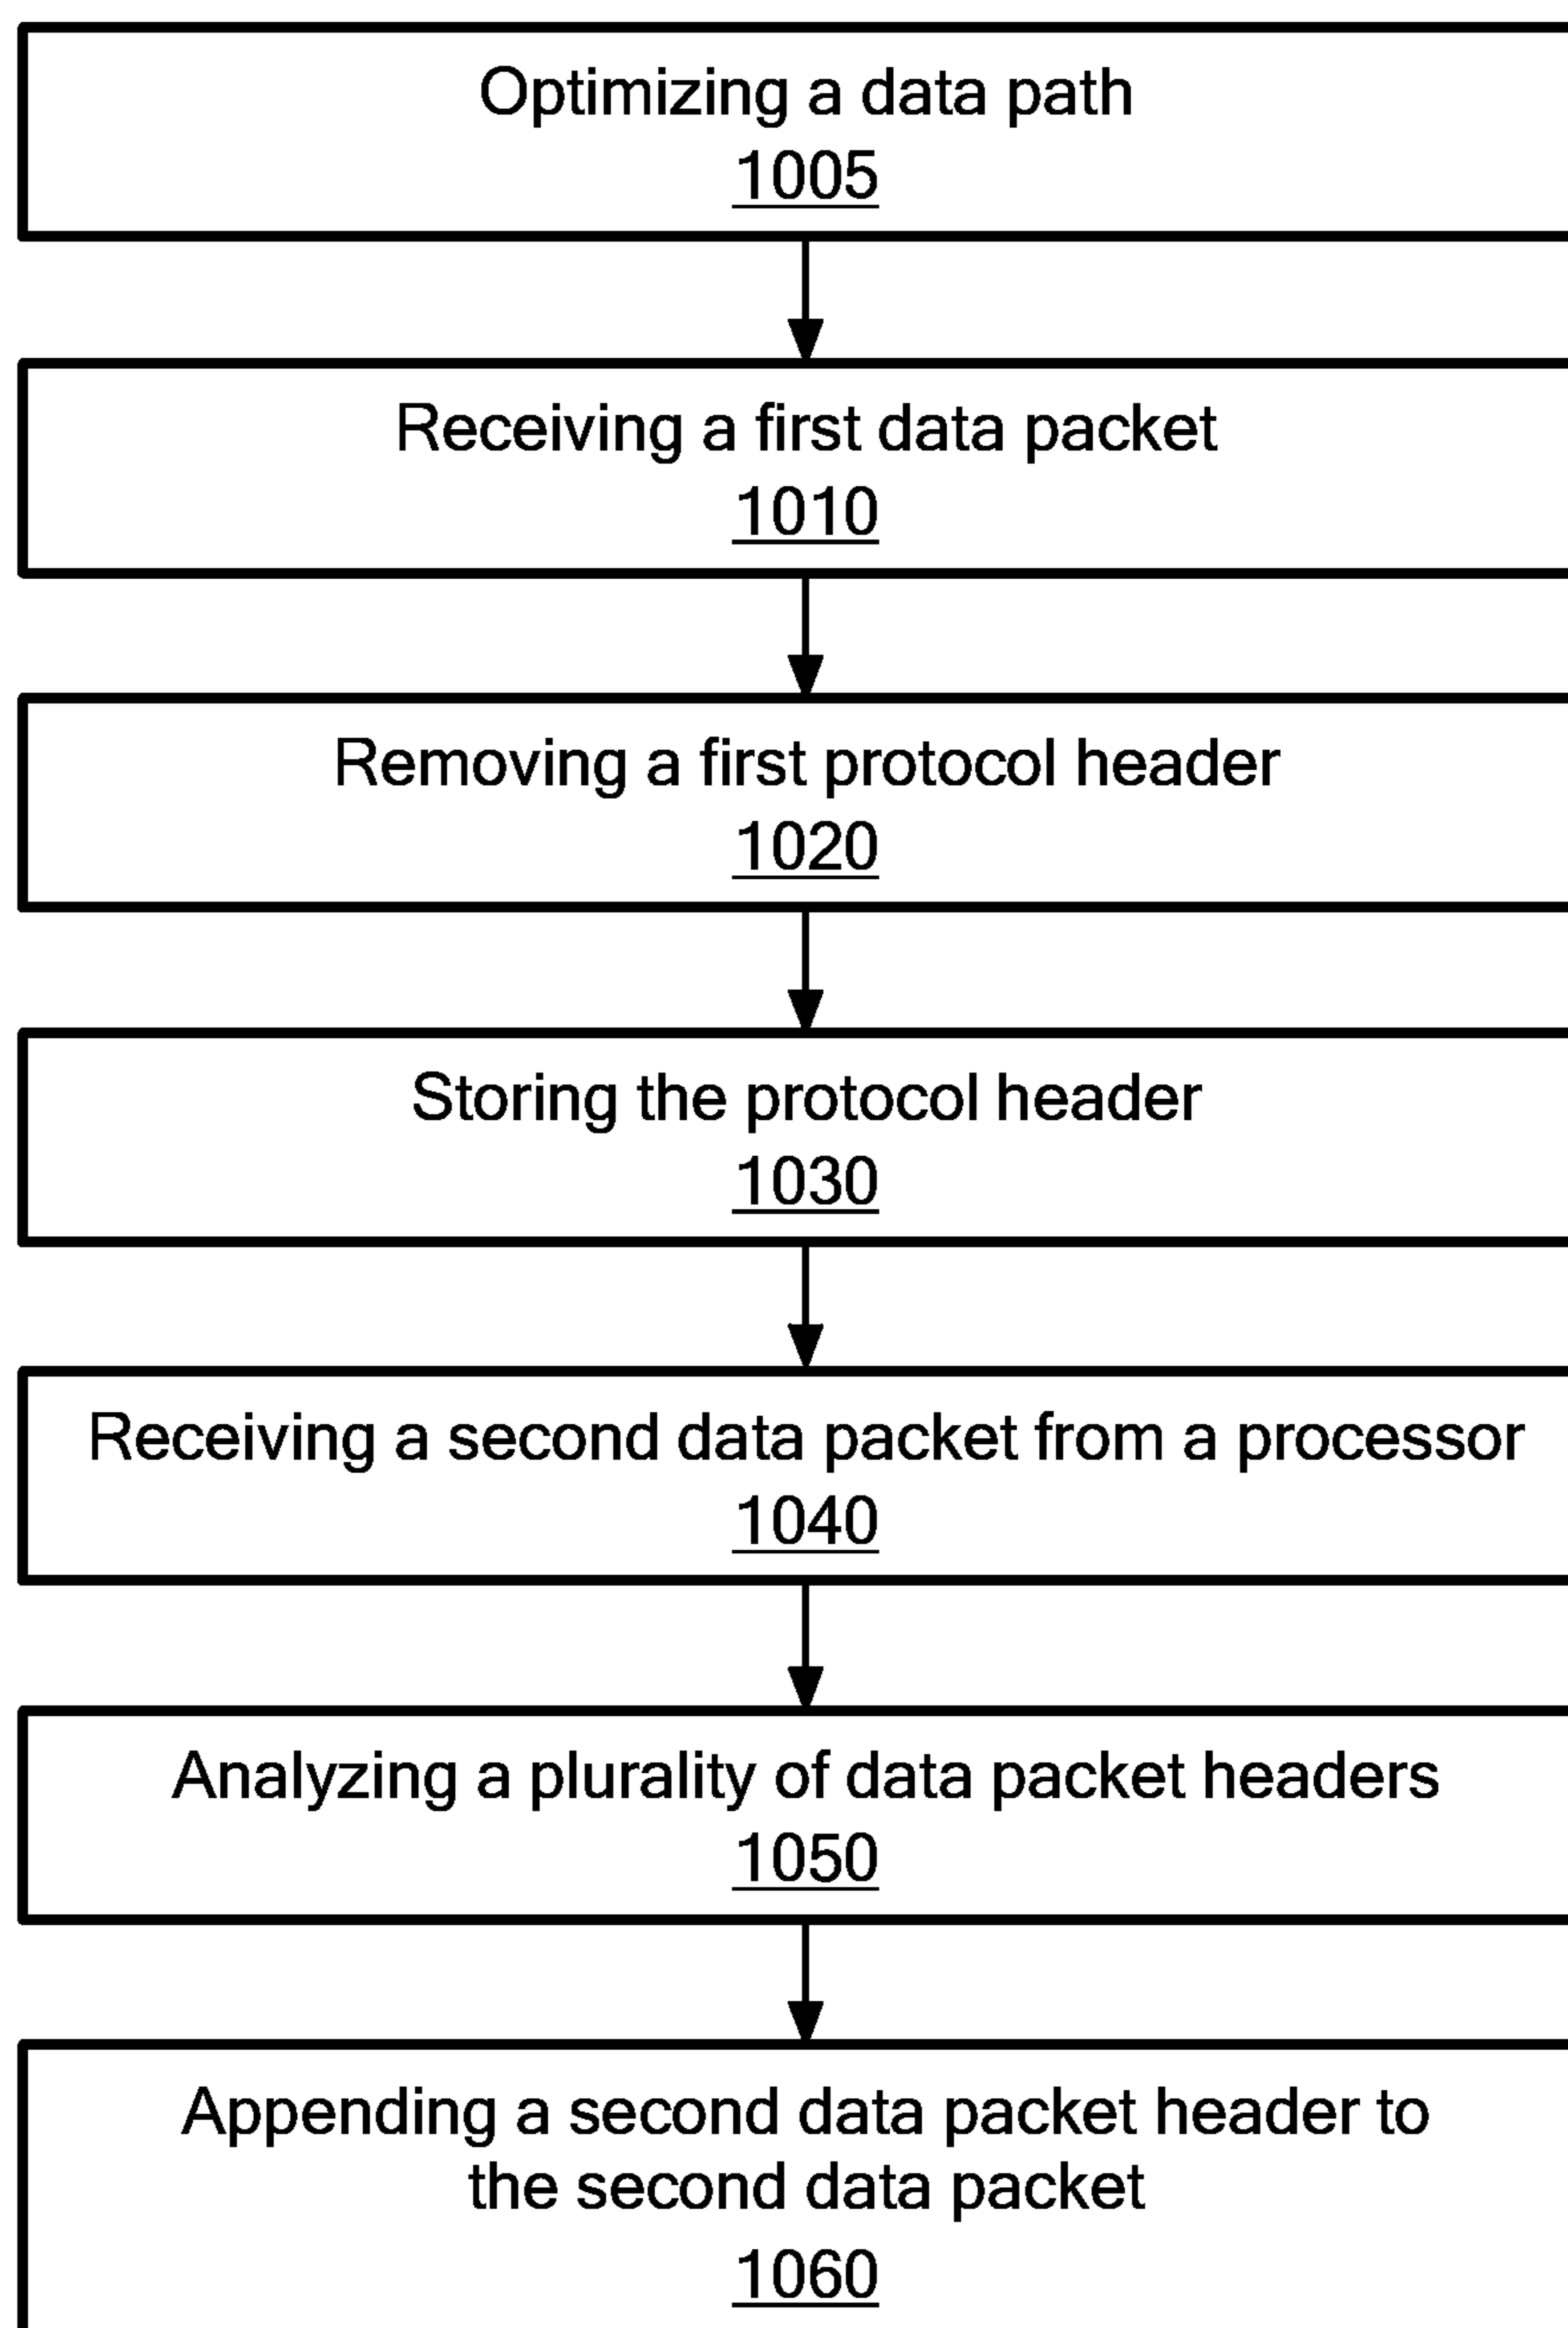 Optimizing a data path
1005
Receiving a first data packet
1010
Removing a first protocol header
1020
Storing the protocol header
1030
Receiving a second data packet from a processor
1040
Analyzing a plurality of data packet headers
1050
Appending a second data packet header to
the second data packet
1060